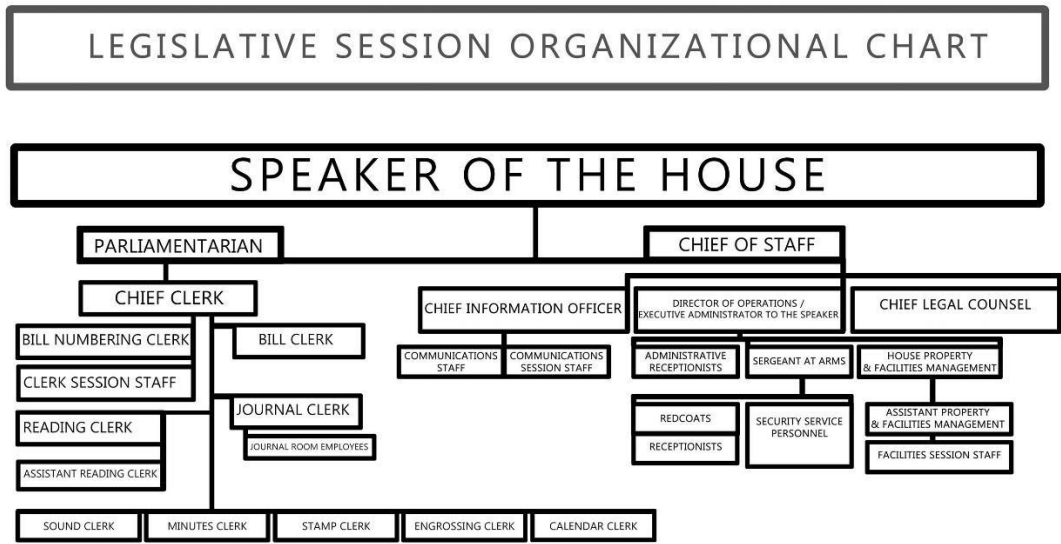 LEGISLATIVE SESSION ORGANIZATIONAL CHART
SPEAKER OF THE HOUSE
PARLIAMENTARIAN
CHIEF OF STAFF
CHIEF CLERK
CHIEF INFORMATION OFFICER
DIRECTOR OF OPERATIONS /
EXECUTIVE ADMINISTRATOR TO THE SPEAKER
CHIEF LEGAL COUNSEL
BILL NUMBERING CLERK
BILL CLERK
COMMUNICATIONS
STAFF
COMMUNICATIONS
SESSION STAFF
ADMINISTRATIVE
RECEPTIONISTS
SERGEANT AT ARMS
HOUSE PROPERTY
& FACILITIES MANAGEMENT
CLERK SESSION STAFF
JOURNAL CLERK
REDCOATS
SECURITY SERVICE
PERSONNEL
ASSISTANT PROPERTY
& FACILITIES MANAGEMENT
READING CLERK
JOURNAL ROOM EMPLOYEES
RECEPTIONISTS
FACILITIES SESSION STAFF
ASSISTANT READING CLERK
SOUND CLERK
MINUTES CLERK
STAMP CLERK
ENGROSSING CLERK
CALENDAR CLERK